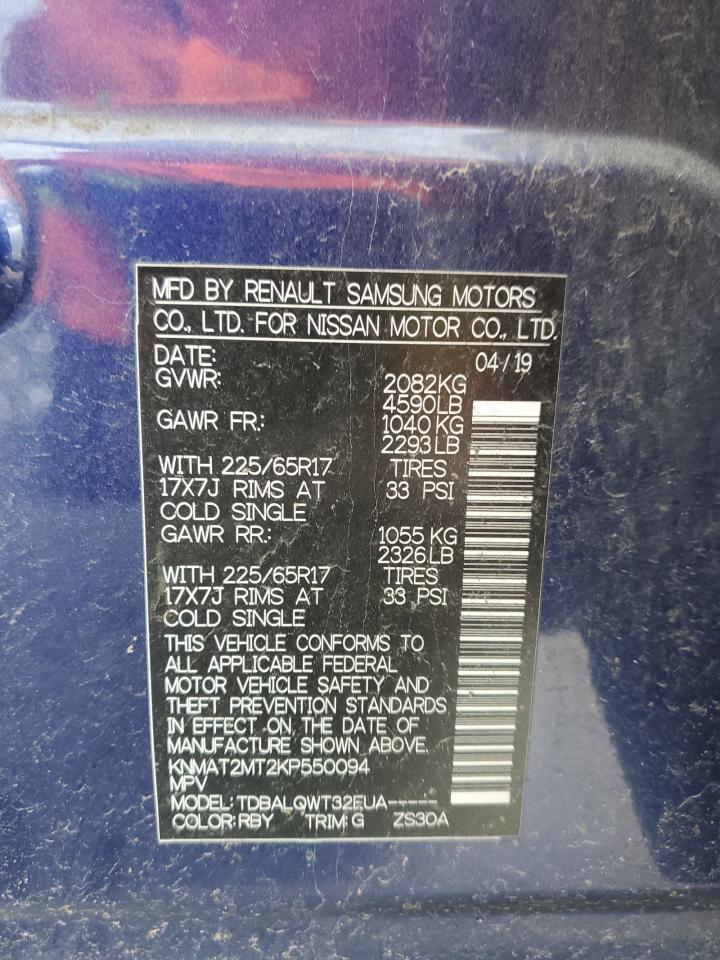 MFD BY RENAULT SAMSUNG MOTORS
CO., LTD. FOR NISSAN MOTOR CO., LTD.
DATE: 04/19
GVWR: 2082KG
4590LB
GAWR FR.: 1040 KG
2293 LB
WITH 225/65R17 TIRES
17X7J RIMS AT 33 PSI
COLD SINGLE
GAWR RR.: 1055 KG
2326 LB
WITH 225/65R17 TIRES
17X7J RIMS AT 33 PSI
COLD SINGLE
THIS VEHICLE CONFORMS TO
ALL APPLICABLE FEDERAL
MOTOR VEHICLE SAFETY AND
THEFT PREVENTION STANDARDS
IN EFFECT ON THE DATE OF
MANUFACTURE SHOWN ABOVE.
KNMAT2MT2KP550094
MPV
MODEL: TDBALQWT32EUA-----
COLOR: RBY TRIM: G ZS30A